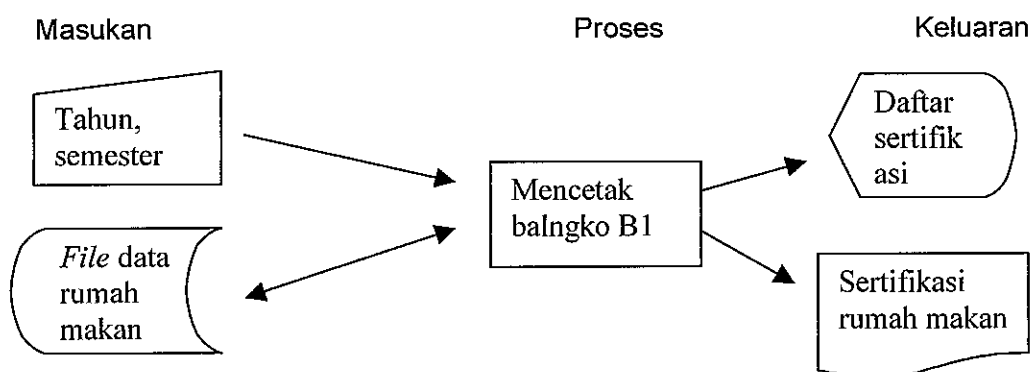 Masukan
Proses
Keluaran
Tahun,
semester
File data
rumah
makan
Mencetak
balngko B1
Daftar
sertifik
asi
Sertifikasi
rumah makan